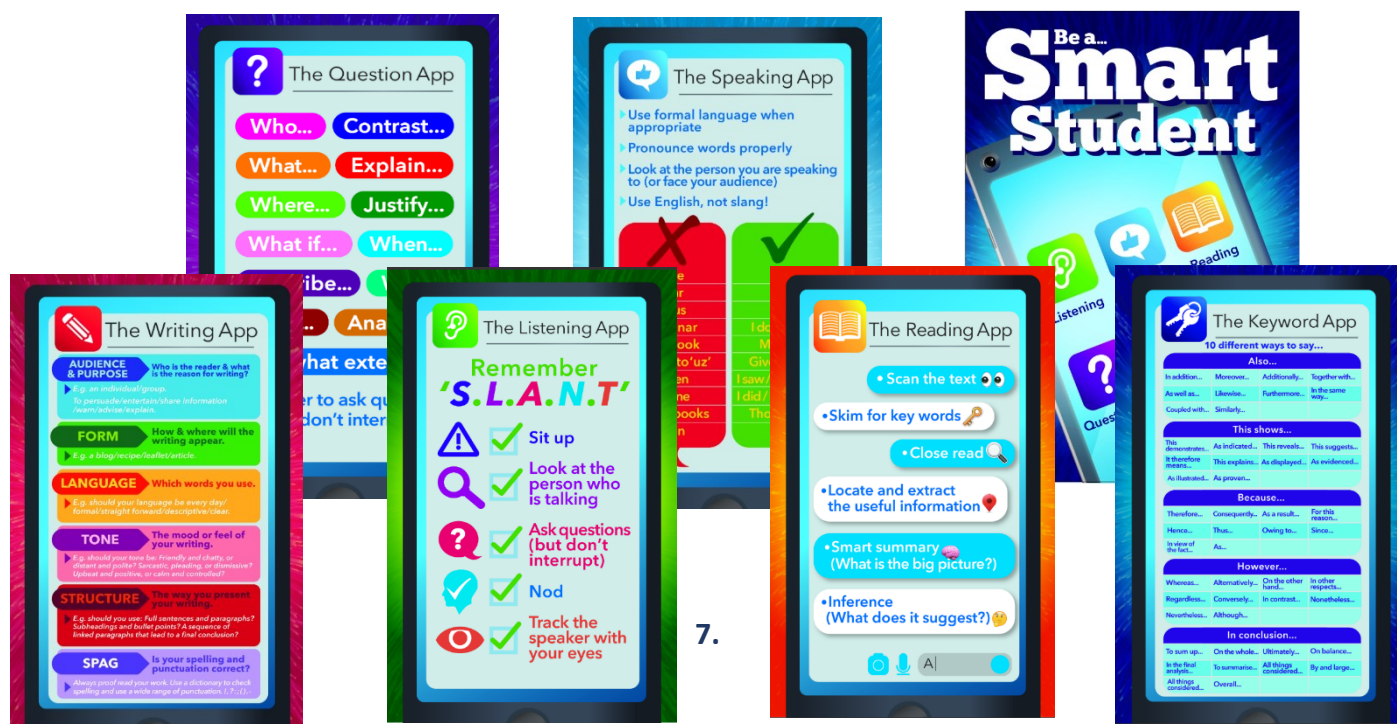 The Question App
Who...
Contrast...
What...
Explain...
Where...
Justify...
What if...
When...
The Speaking App
Use formal language when
appropriate
Pronounce words properly
Look at the person you are speaking
to (or face your audience)
Use English, not slang!
Be a...
Smart
Student
Listening
Reading
The Writing App
AUDIENCE
& PURPOSE
Who is the reader & what
is the reason for writing?
E.g. an individual/group.
To persuade/entertain/share information
/warn/advise/explain.
FORM
How & where will the
writing appear.
E.g. a blog/recipe/leaflet/article.
LANGUAGE
Which words you use.
E.g. should your language be every day/
formal/straight forward/descriptive/clear.
TONE
The mood or feel of
your writing.
E.g. should your tone be: Friendly and chatty, or
distant and polite? Sarcastic, pleading, or dismissive?
Upbeat and positive, or calm and controlled?
STRUCTURE
The way you present
your writing.
E.g. should you use: Full sentences and paragraphs?
Subheadings and bullet points? A sequence of
linked paragraphs that lead to a final conclusion?
SPAG
Is your spelling and
punctuation correct?
Always proof read your work. Use a dictionary to check
spelling and use a wide range of punctuation.
The Listening App
Remember
'S.L.A.N.T'
Sit up
Look at the
person who
is talking
Ask questions
(but don't
interrupt)
Nod
Track the
speaker with
your eyes
7.
The Reading App
•Scan the text
•Skim for key words
•Close read
•Locate and extract
the useful information
•Smart summary
(What is the big picture?)
•Inference
(What does it suggest?)
A
The Keyword App
10 different ways to say...
Also...
In addition... Moreover... Additionally... Together with...
As well as... Likewise... Furthermore... In the same way...
Coupled with... Similarly...
This shows...
This demonstrates... As indicated... This reveals... This suggests...
It therefore means... This explains... As displayed... As evidenced...
As illustrated... As proven...
Because...
Therefore... Consequently... As a result... For this reason...
Hence... Thus... Owing to... Since...
In view of the fact... As...
However...
Whereas... Alternatively... On the other hand... In other respects...
Regardless... Conversely... In contrast... Nonetheless...
Nevertheless... Although...
In conclusion...
To sum up... On the whole... Ultimately... On balance...
In the final analysis... To summarise... All things considered... By and large...
All things considered... Overall...